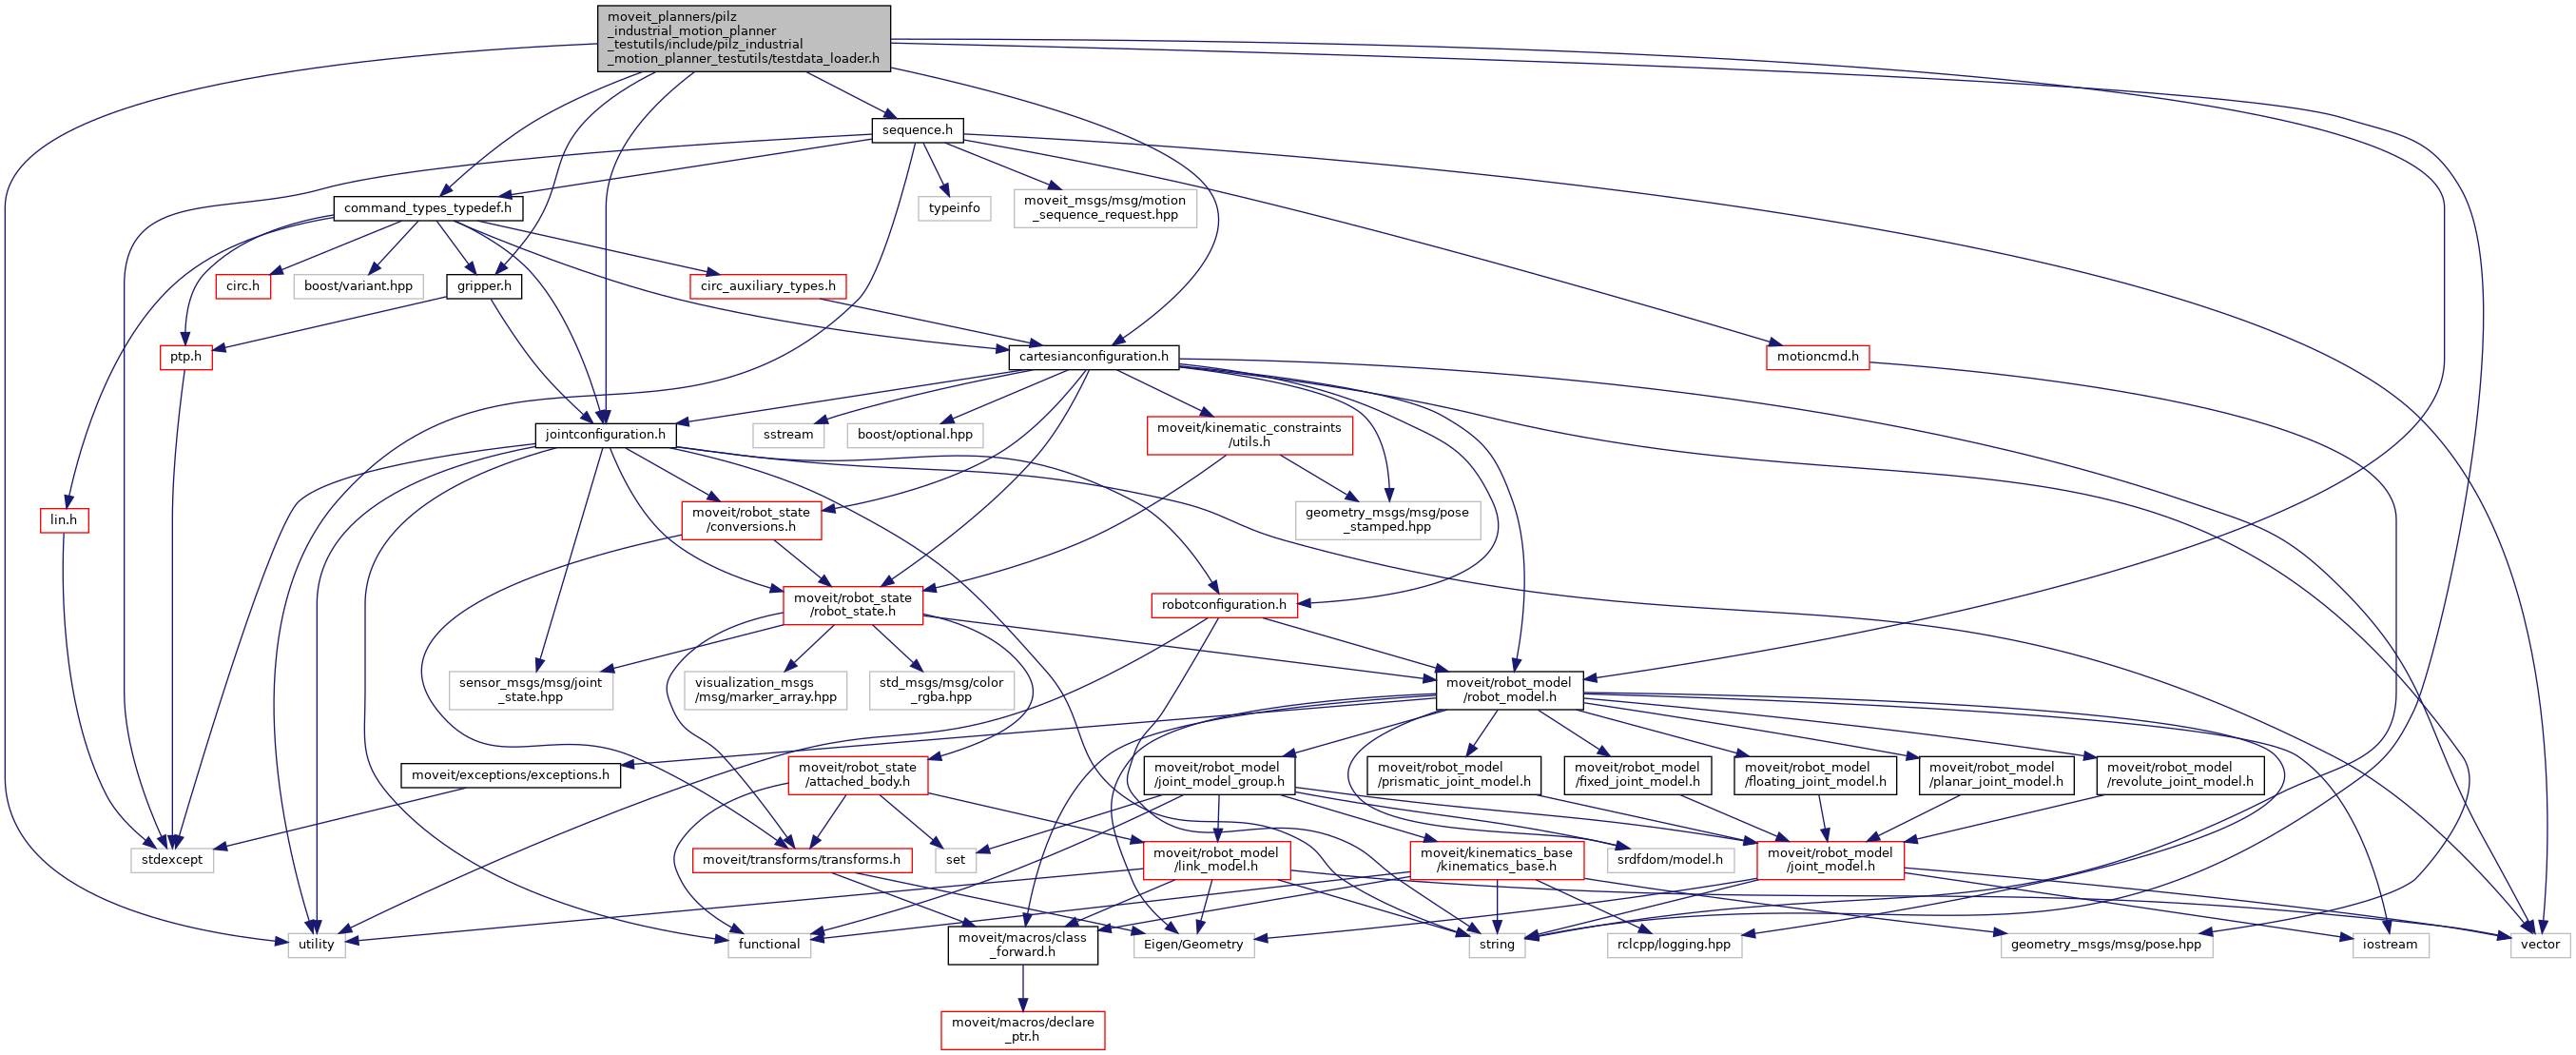 moveit_planners/pilz
_industrial_motion_planner
_testutils/include/pilz_industrial
_motion_planner_testutils/testdata_loader.h
sequence.h
command_types_typedef.h
typeinfo
moveit_msgs/msg/motion
_sequence_request.hpp
circ.h
boost/variant.hpp
gripper.h
circ_auxiliary_types.h
ptp.h
cartesianconfiguration.h
motioncmd.h
jointconfiguration.h
sstream
boost/optional.hpp
moveit/kinematic_constraints
/utils.h
lin.h
moveit/robot_state
/conversions.h
geometry_msgs/msg/pose
_stamped.hpp
moveit/robot_state
/robot_state.h
robotconfiguration.h
sensor_msgs/msg/joint
_state.hpp
visualization_msgs
/msg/marker_array.hpp
std_msgs/msg/color
_rgba.hpp
moveit/robot_model
/robot_model.h
moveit/exceptions/exceptions.h
moveit/robot_state
/attached_body.h
moveit/robot_model
/joint_model_group.h
moveit/robot_model
/prismatic_joint_model.h
moveit/robot_model
/fixed_joint_model.h
moveit/robot_model
/floating_joint_model.h
moveit/robot_model
/planar_joint_model.h
moveit/robot_model
/revolute_joint_model.h
stdexcept
moveit/transforms/transforms.h
set
moveit/robot_model
/link_model.h
moveit/kinematics_base
/kinematics_base.h
srdfdom/model.h
moveit/robot_model
/joint_model.h
utility
functional
moveit/macros/class
_forward.h
Eigen/Geometry
string
rclcpp/logging.hpp
geometry_msgs/msg/pose.hpp
iostream
vector
moveit/macros/declare
_ptr.h